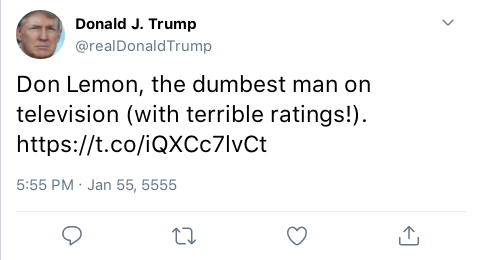 Donald J. Trump
@realDonaldTrump
Don Lemon, the dumbest man on
television (with terrible ratings!).
https://t.co/iQXCc7lvCt
5:55 PM · Jan 55, 5555